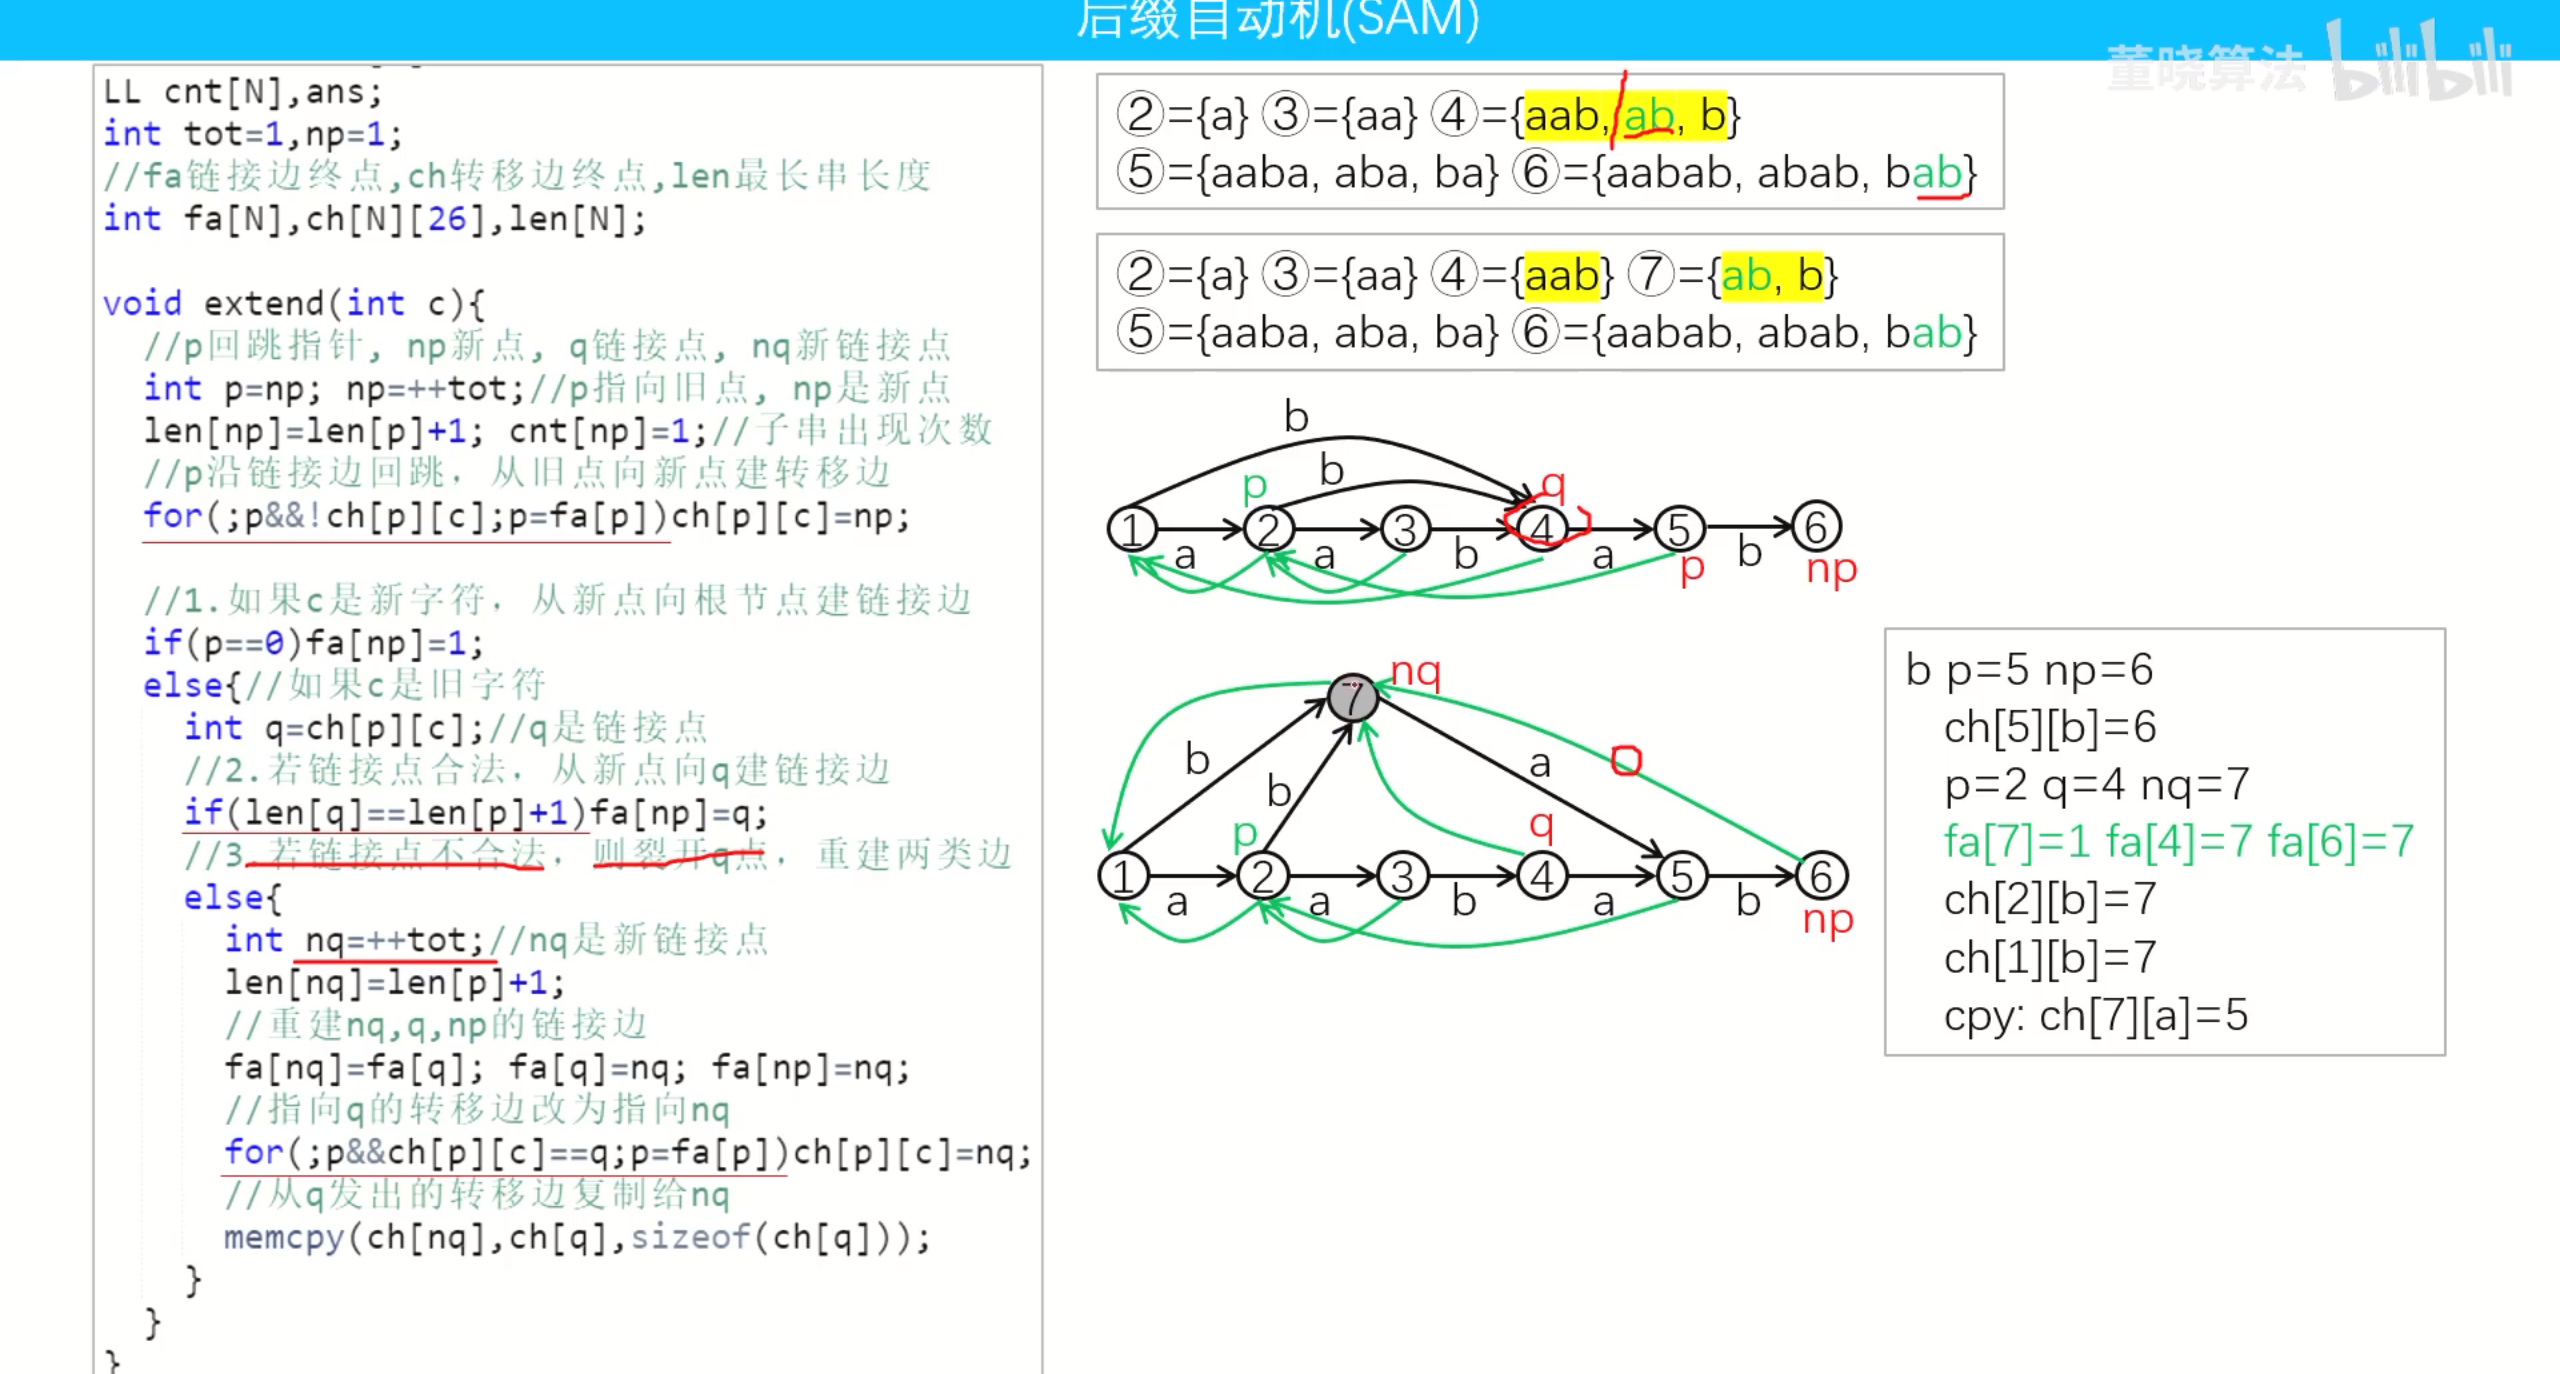 后缀自动机(SAM)
董晓算法 bilibili
LL cnt[N],ans;
int tot=1,np=1;
//fa链接边终点,ch转移边终点,len最长串长度
int fa[N],ch[N][26],len[N];
void extend(int c){
//p回跳指针, np新点, q链接点, nq新链接点
int p=np; np=++tot;//p指向旧点, np是新点
len[np]=len[p]+1; cnt[np]=1;//子串出现次数
//p沿链接边回跳，从旧点向新点建转移边
for(;p&&!ch[p][c];p=fa[p])ch[p][c]=np;
//1.如果c是新字符，从新点向根节点建链接边
if(p==0)fa[np]=1;
else{//如果c是旧字符
int q=ch[p][c];//q是链接点
//2.若链接点合法，从新点向q建链接边
if(len[q]==len[p]+1)fa[np]=q;
//3.若链接点不合法，则裂开q点，重建两类边
else{
int nq=++tot;//nq是新链接点
len[nq]=len[p]+1;
//重建nq,q,np的链接边
fa[nq]=fa[q]; fa[q]=nq; fa[np]=nq;
//指向q的转移边改为指向nq
for(;p&&ch[p][c]==q;p=fa[p])ch[p][c]=nq;
//从q发出的转移边复制给nq
memcpy(ch[nq],ch[q],sizeof(ch[q]));
}
}
}
②={a} ③={aa} ④={aab, ab, b}
⑤={aaba, aba, ba} ⑥={aabab, abab, bab}
②={a} ③={aa} ④={aab} ⑦={ab, b}
⑤={aaba, aba, ba} ⑥={aabab, abab, bab}
b
p b q
1 2 3 4 5 6
a a b a b
p np
7 nq
b b a
p q
1 2 3 4 5 6
a a b a b
np
b p=5 np=6
ch[5][b]=6
p=2 q=4 nq=7
fa[7]=1 fa[4]=7 fa[6]=7
ch[2][b]=7
ch[1][b]=7
cpy: ch[7][a]=5